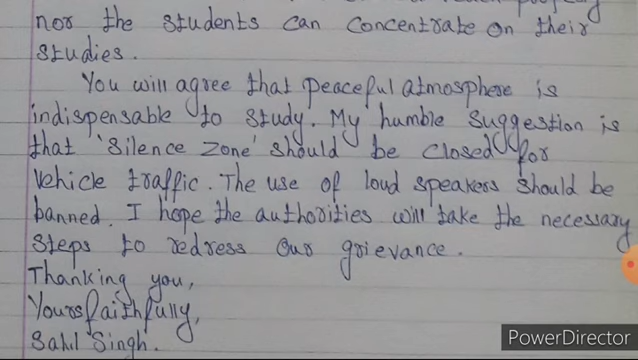 nor the students can concentrate on their
studies.
You will agree that peaceful atmosphere is
indispensable to study. My humble suggestion is
that 'silence zone' should be closed for
vehicle traffic. The use of loud speakers should be
banned. I hope the authorities will take the necessary
steps to redress our grievance.
Thanking you,
Yours faithfully,
Sahil Singh.
PowerDirector